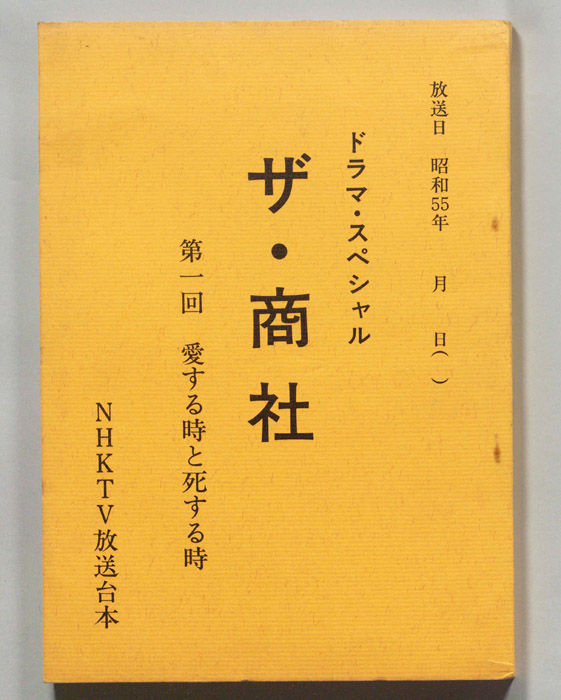 放送日　昭和55年　　月　　日（　）
ドラマ・スペシャル
ザ・商社
第一回　愛する時と死する時
NHKTV放送台本